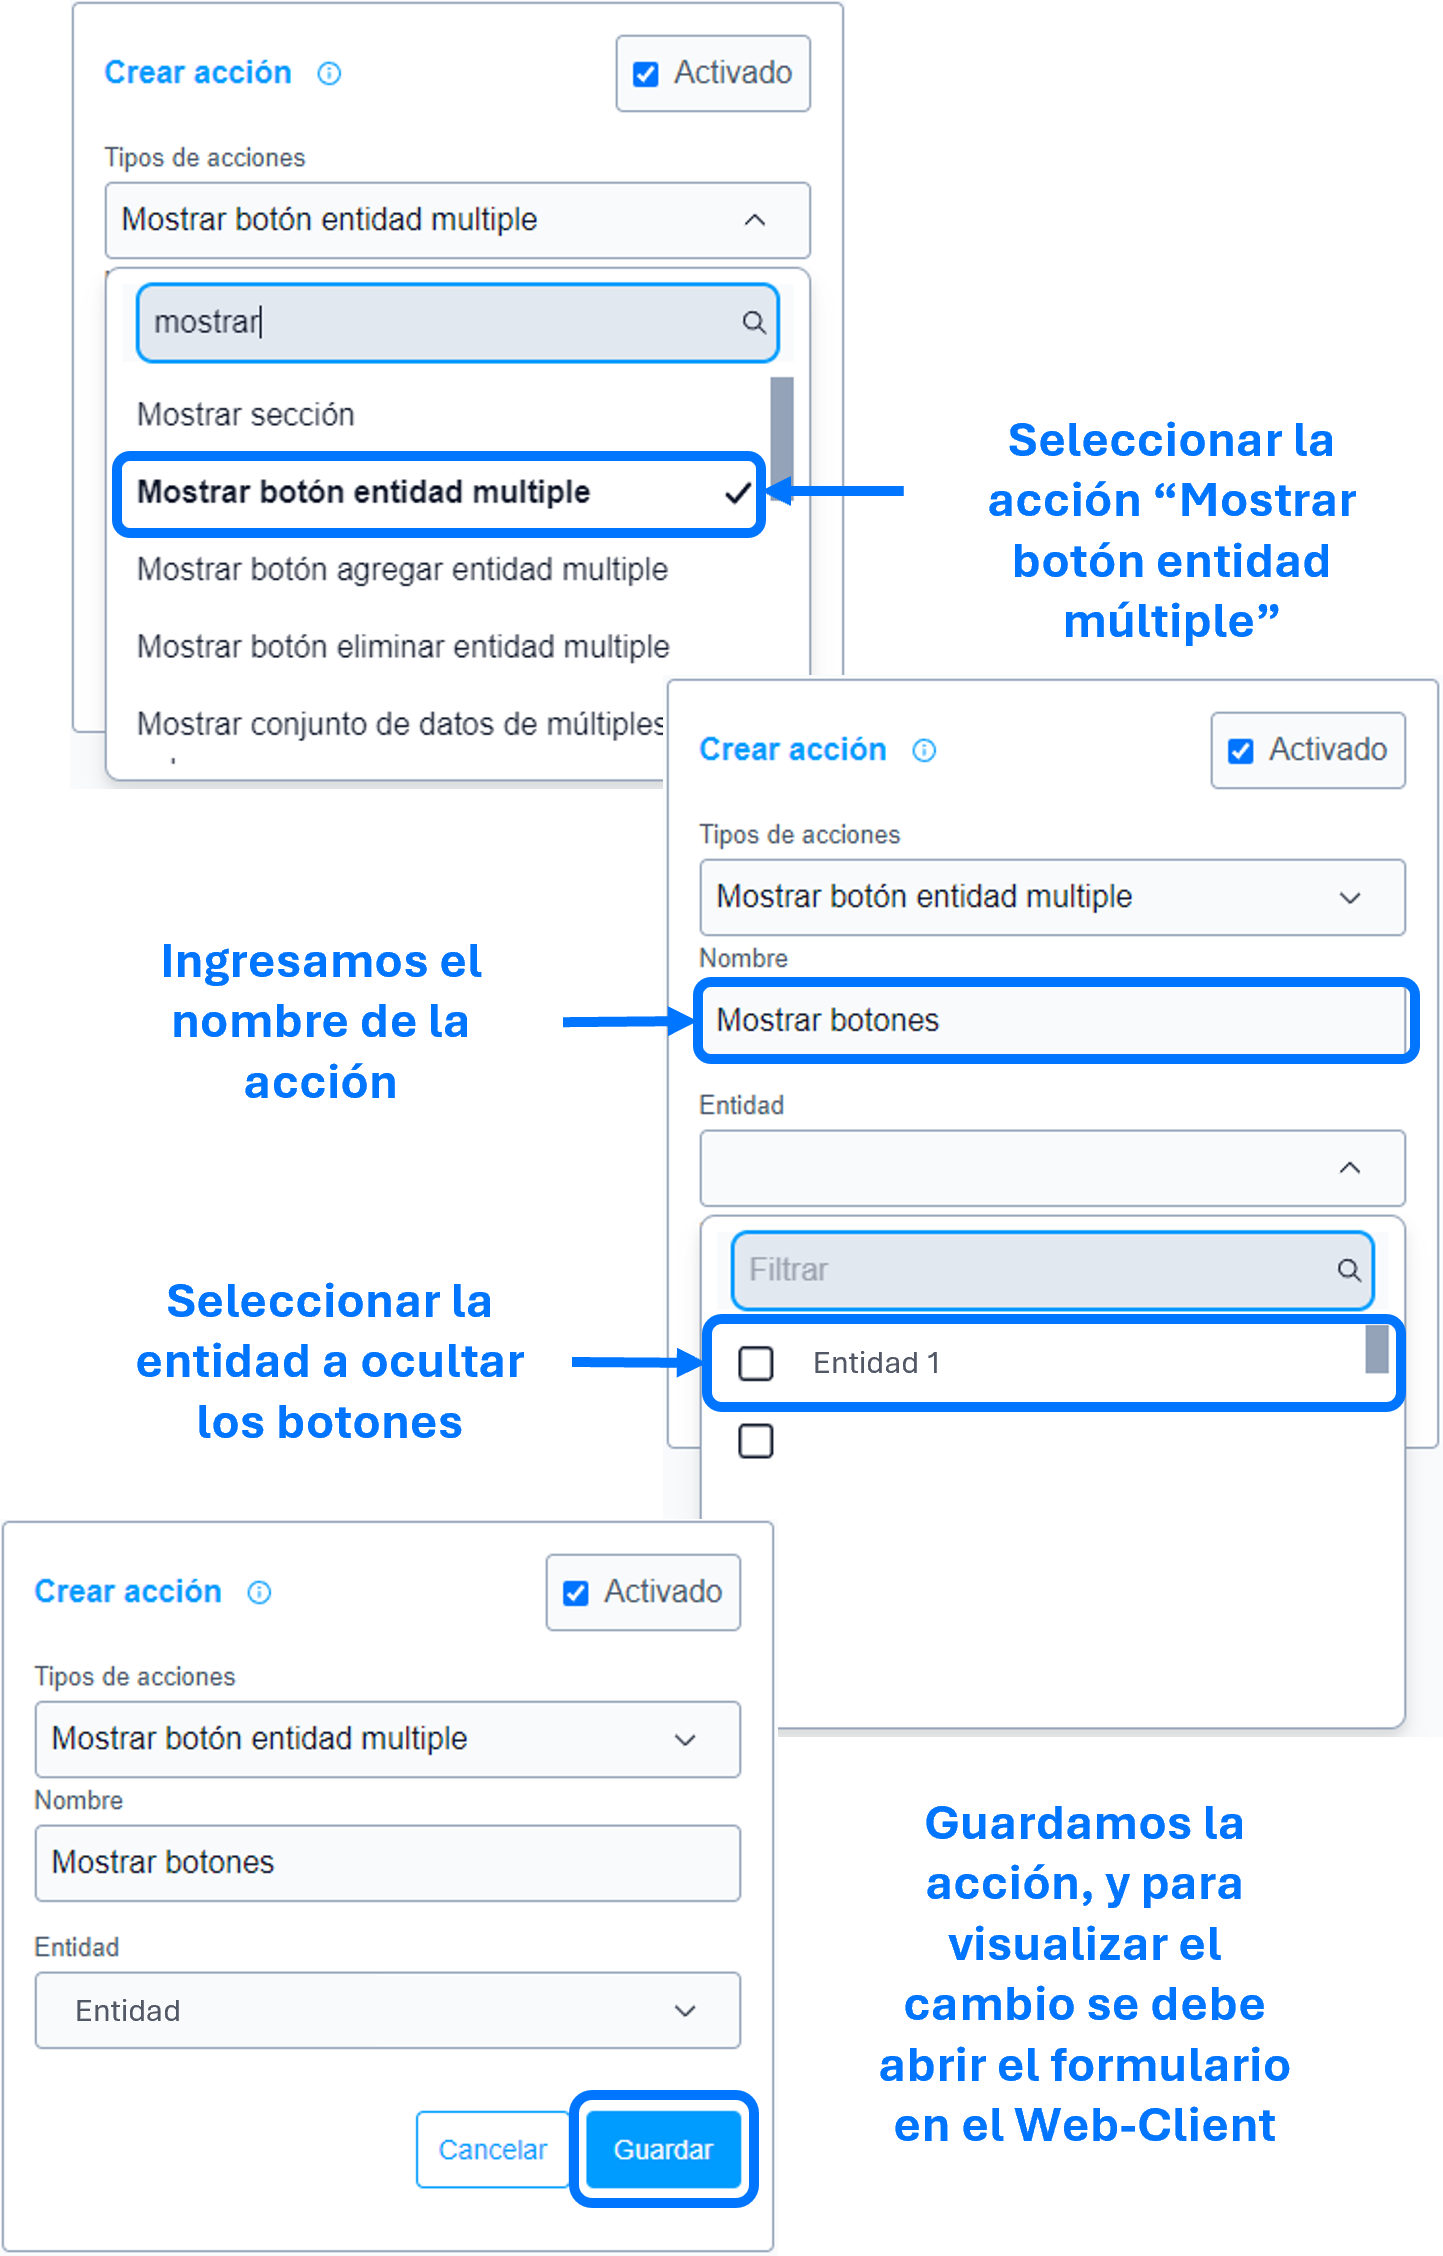 Crear acción
Activado
Tipos de acciones
Mostrar botón entidad multiple
mostrar
Mostrar sección
Mostrar botón entidad multiple
Mostrar botón agregar entidad multiple
Mostrar botón eliminar entidad multiple
Mostrar conjunto de datos de múltiples
Seleccionar la
acción “Mostrar
botón entidad
múltiple”
Crear acción
Activado
Tipos de acciones
Mostrar botón entidad multiple
Nombre
Mostrar botones
Entidad
Filtrar
Entidad 1
Ingresamos el
nombre de la
acción
Seleccionar la
entidad a ocultar
los botones
Crear acción
Activado
Tipos de acciones
Mostrar botón entidad multiple
Nombre
Mostrar botones
Entidad
Entidad
Cancelar
Guardar
Guardamos la
acción, y para
visualizar el
cambio se debe
abrir el formulario
en el Web-Client